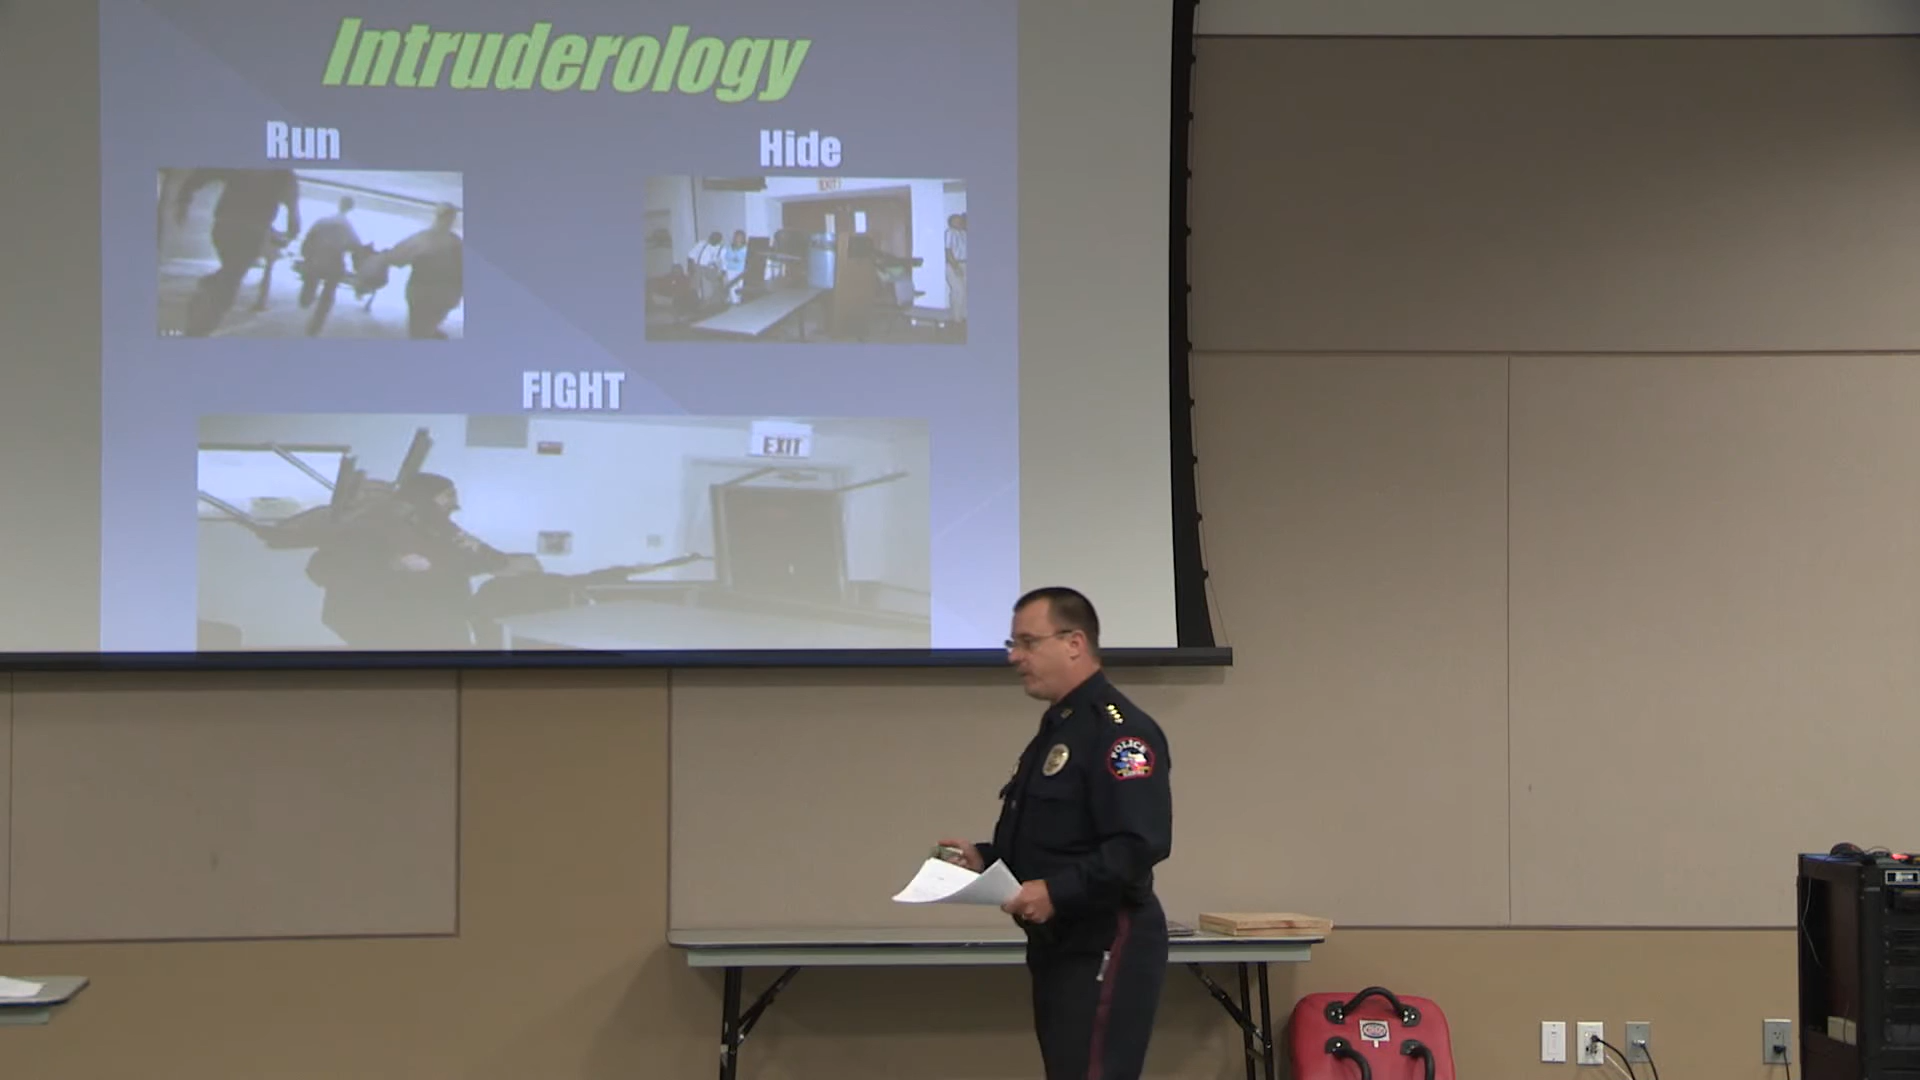 Intruderology
Run
Hide
EXIT
FIGHT
EXIT
POLICE